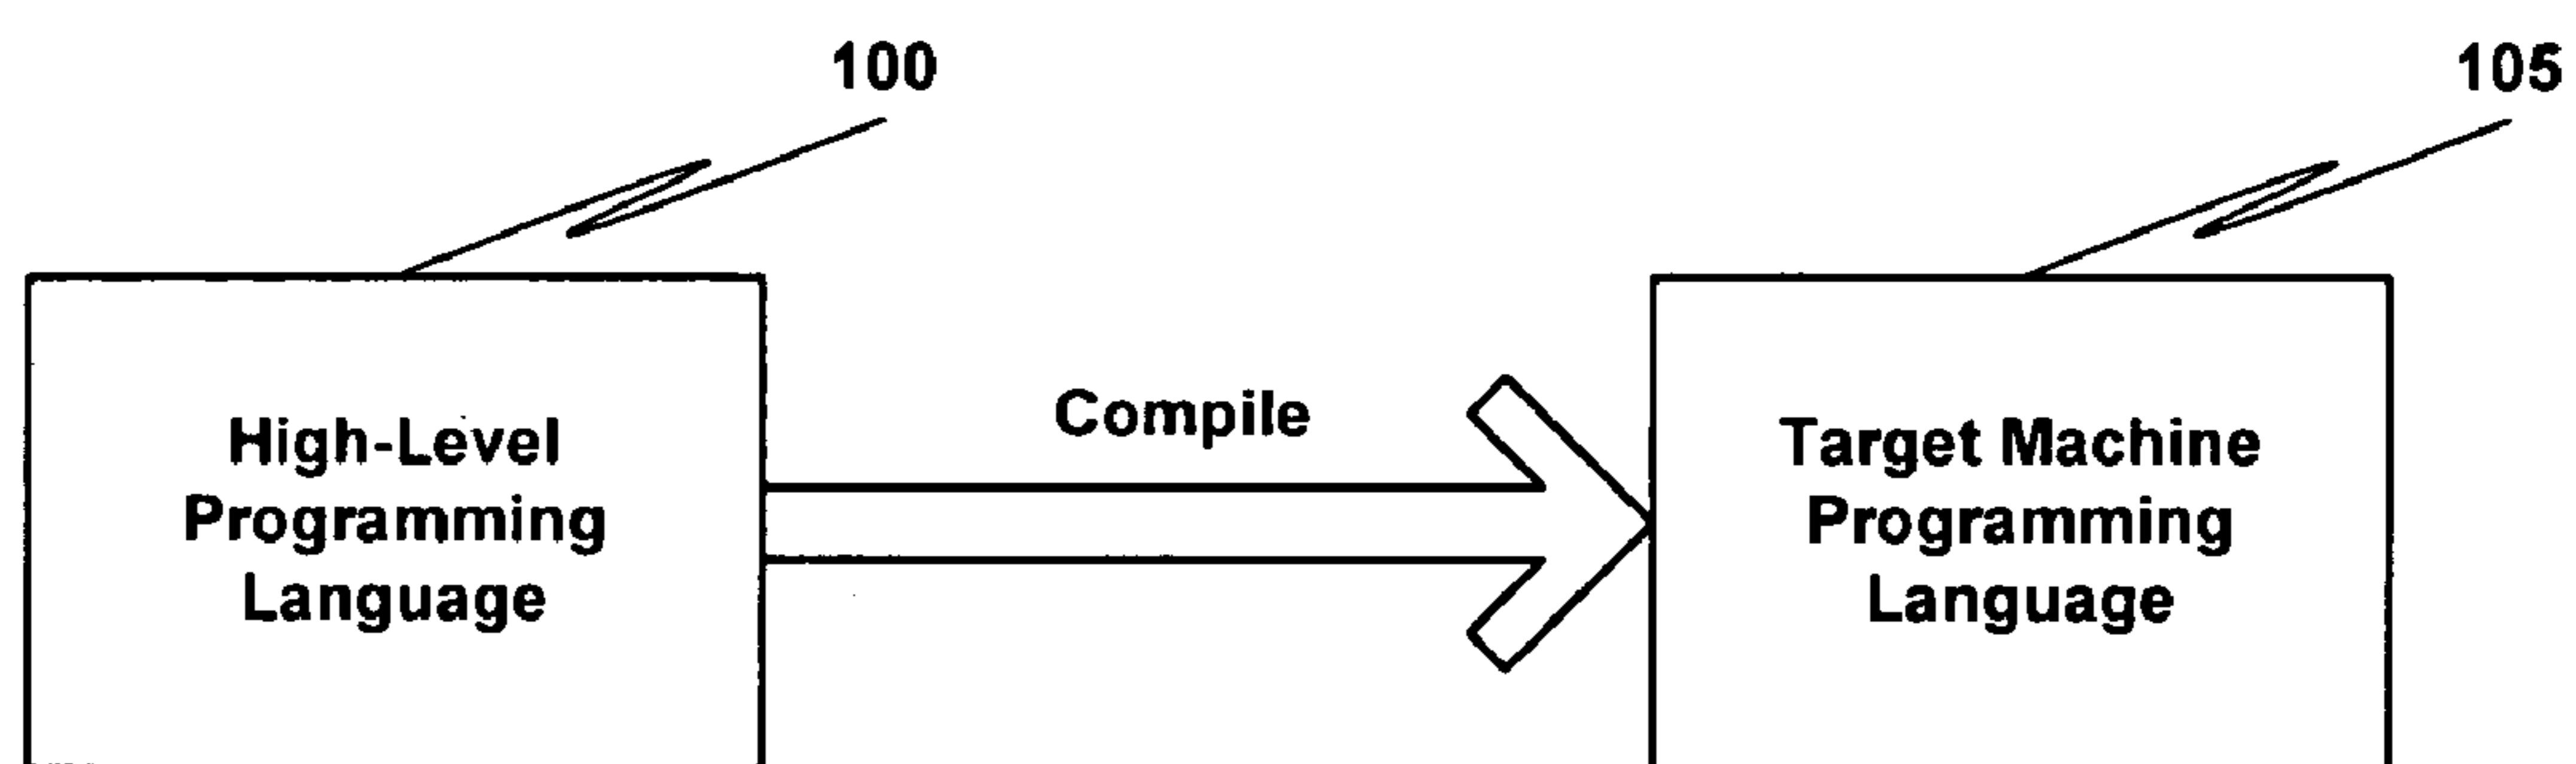 100
105
High-Level
Programming
Language
Compile
Target Machine
Programming
Language